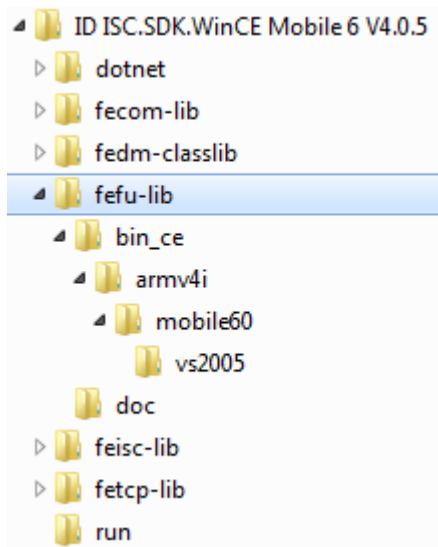 ID ISC.SDK.WinCE Mobile 6 V4.0.5
dotnet
fecom-lib
fedm-classlib
fefu-lib
bin_ce
armv4i
mobile60
vs2005
doc
feisc-lib
fetcp-lib
run